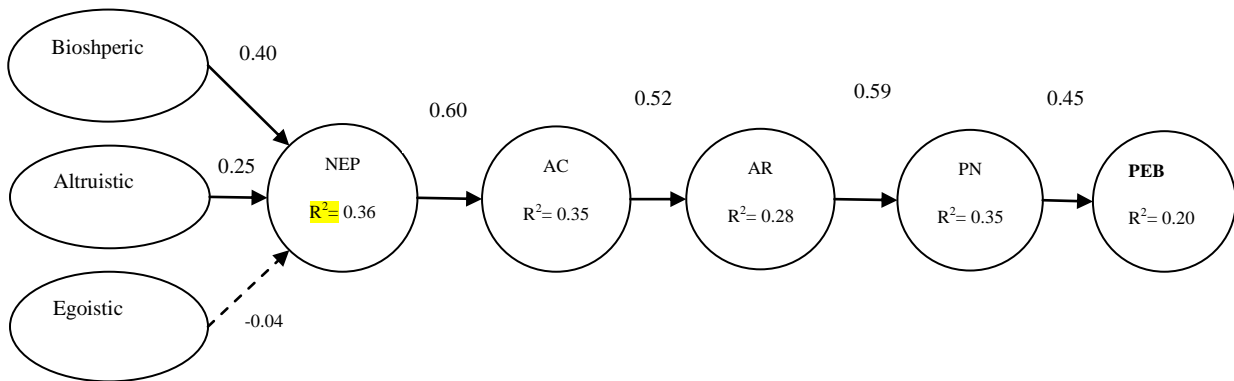 Bioshperic
0.40
0.60
0.52
0.59
0.45
Altruistic
0.25
NEP
R²= 0.36
AC
R²= 0.35
AR
R²= 0.28
PN
R²= 0.35
PEB
R²= 0.20
Egoistic
-0.04